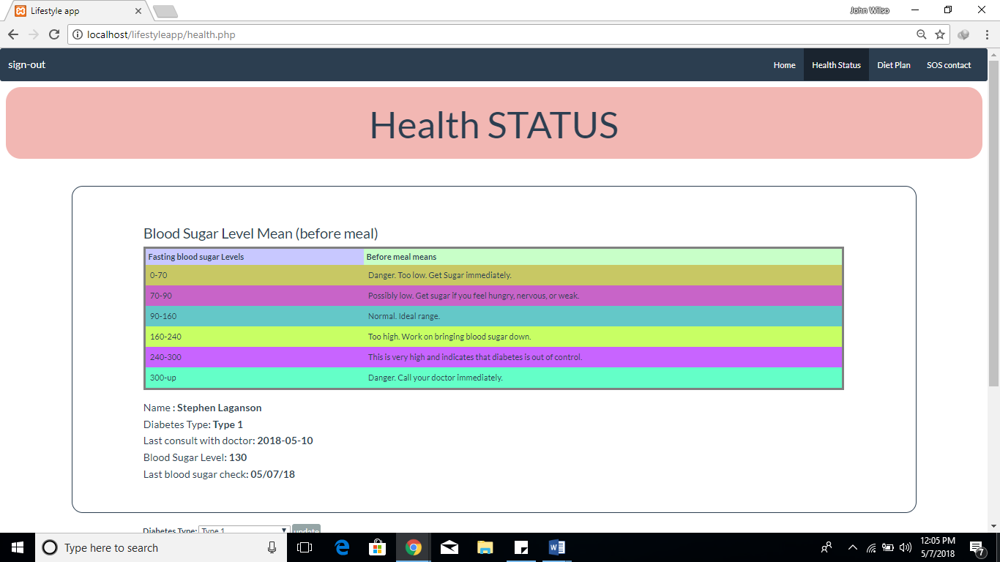 Lifestyle app
John Wilso
localhost/lifestyleapp/health.php
sign-out
Home
Health Status
Diet Plan
SOS contact
Health STATUS
Blood Sugar Level Mean (before meal)
Fasting blood sugar Levels
Before meal means
0-70
Danger. Too low. Get Sugar immediately.
70-90
Possibly low. Get sugar if you feel hungry, nervous, or weak.
90-160
Normal. Ideal range.
160-240
Too high. Work on bringing blood sugar down.
240-300
This is very high and indicates that diabetes is out of control.
300-up
Danger. Call your doctor immediately.
Name : Stephen Laganson
Diabetes Type: Type 1
Last consult with doctor: 2018-05-10
Blood Sugar Level: 130
Last blood sugar check: 05/07/18
Diabetes Type: Type 1 update
Type here to search
12:05 PM
5/7/2018
7